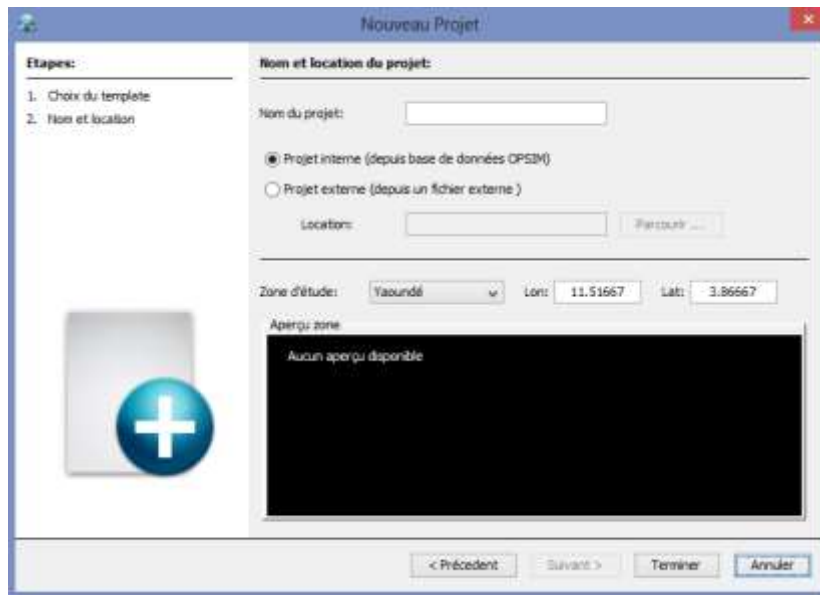 Nouveau Projet
Etapes:
1. Choix du template
2. Nom et location
Nom et location du projet:
Nom du projet:
Projet interne (depuis base de données OPSIM)
Projet externe (depuis un fichier externe )
Location:
Parcourir ...
Zone d'étude: Yaoundé Lon: 11.51667 Lat: 3.86667
Aperçu zone
Aucun aperçu disponible
< Précedent
Suivant >
Terminer
Annuler